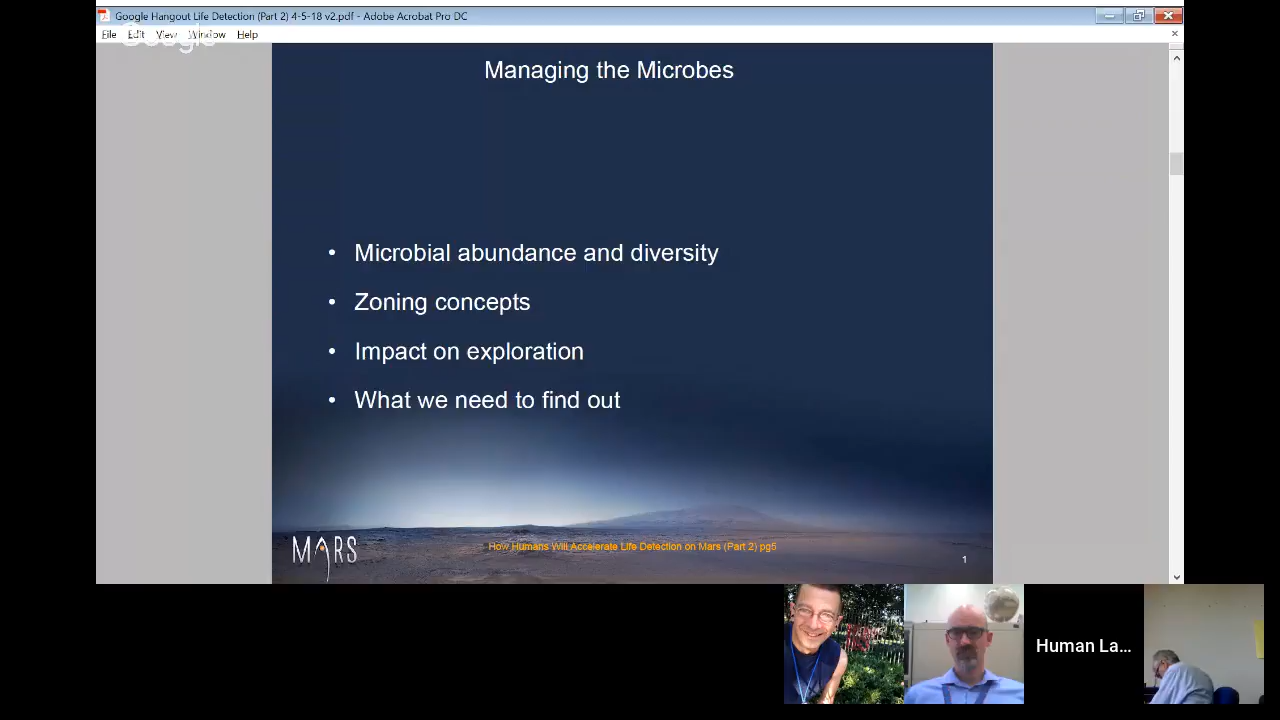 Google Hangout Life Detection (Part 2) 4-5-18 v2.pdf - Adobe Acrobat Pro DC
File Edit View Window Help
Google
Managing the Microbes
• Microbial abundance and diversity
• Zoning concepts
• Impact on exploration
• What we need to find out
MARS
How Humans Will Accelerate Life Detection on Mars (Part 2) pg5
1
Human La...